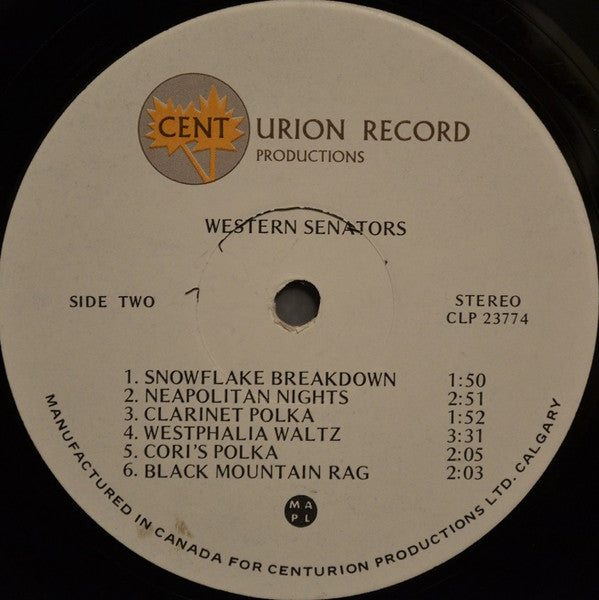 CENTURION RECORD
PRODUCTIONS
WESTERN SENATORS
SIDE TWO
STEREO
CLP 23774
1. SNOWFLAKE BREAKDOWN 1:50
2. NEAPOLITAN NIGHTS 2:51
3. CLARINET POLKA 1:52
4. WESTPHALIA WALTZ 3:31
5. CORI'S POLKA 2:05
6. BLACK MOUNTAIN RAG 2:03
M A
P L
MANUFACTURED IN CANADA FOR CENTURION PRODUCTIONS LTD. CALGARY